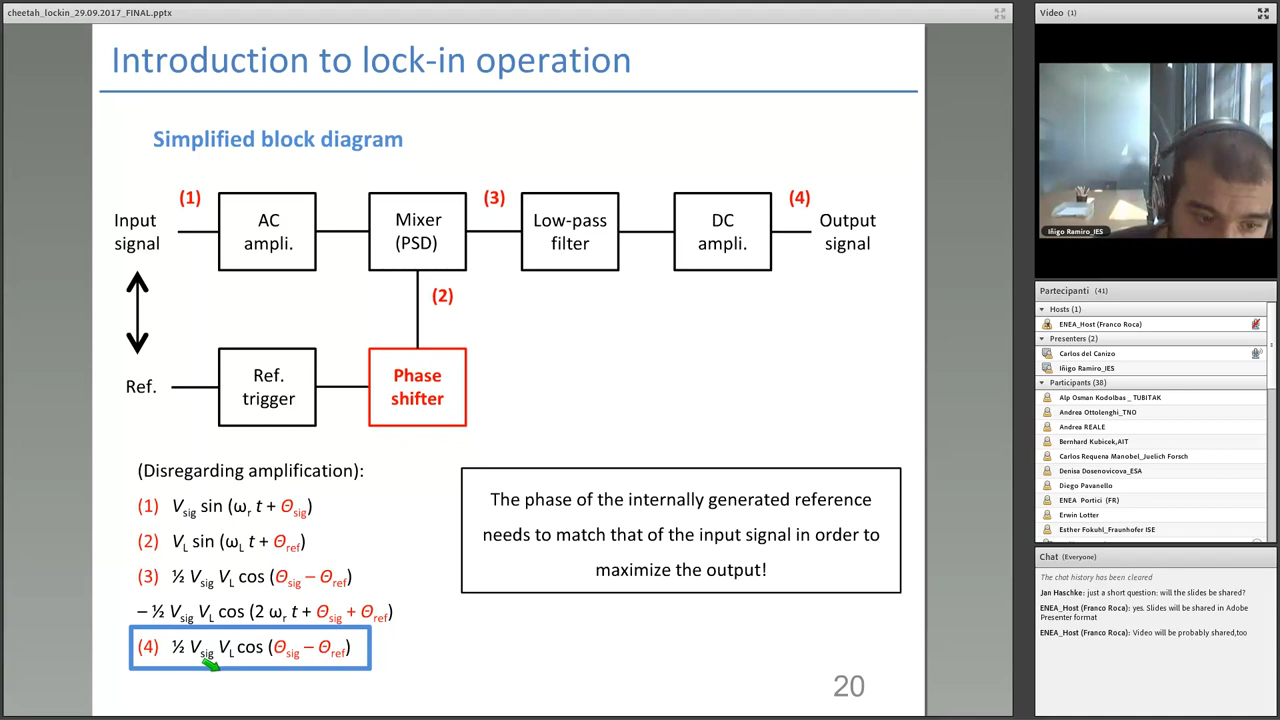 cheetah_lockin_29.09.2017_FINAL.pptx
Introduction to lock-in operation
Simplified block diagram
(1)
(3)
(4)
Input
signal
AC
ampli.
Mixer
(PSD)
Low-pass
filter
DC
ampli.
Output
signal
(2)
Ref.
Ref.
trigger
Phase
shifter
(Disregarding amplification):
(1) Vsig sin (ωr t + Θsig)
(2) VL sin (ωL t + Θref)
(3) ½ Vsig VL cos (Θsig – Θref)
– ½ Vsig VL cos (2 ωr t + Θsig + Θref)
(4) ½ Vsig VL cos (Θsig – Θref)
The phase of the internally generated reference
needs to match that of the input signal in order to
maximize the output!
20
Video (1)
Iñigo Ramiro_IES
Partecipanti (41)
Hosts (1)
ENEA_Host (Franco Roca)
Presenters (2)
Carlos del Canizo
Iñigo Ramiro_IES
Participants (38)
Alp Osman Kodolbas _ TUBITAK
Andrea Ottolenghi_TNO
Andrea REALE
Bernhard Kubicek,AIT
Carlos Requena Manobel_Juelich Forsch
Denisa Dosenovicova_ESA
Diego Pavanello
ENEA Portici (FR)
Erwin Lotter
Esther Fokuhl_Fraunhofer ISE
Chat (Everyone)
The chat history has been cleared
Jan Haschke: just a short question: will the slides be shared?
ENEA_Host (Franco Roca): yes. Slides will be shared in Adobe
Presenter format
ENEA_Host (Franco Roca): Video will be probably shared,too